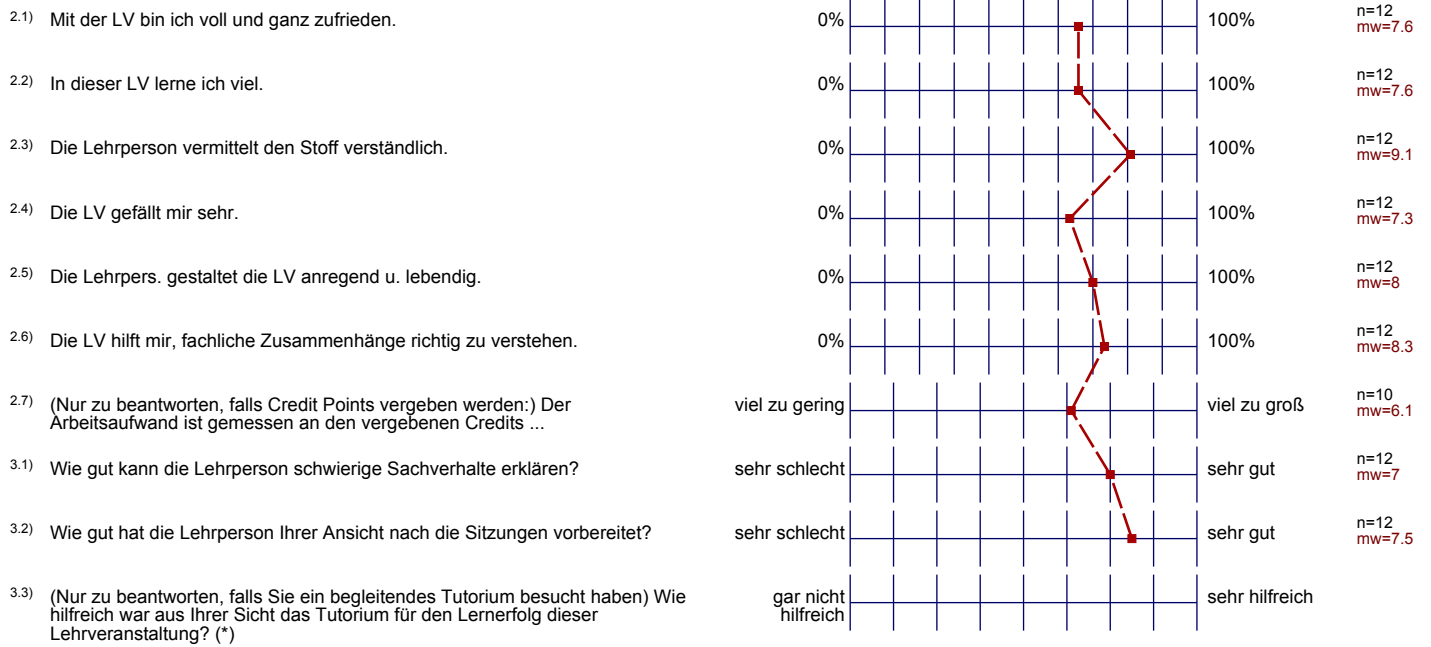 2.1) Mit der LV bin ich voll und ganz zufrieden. 0% 100% n=12
mw=7.6
2.2) In dieser LV lerne ich viel. 0% 100% n=12
mw=7.6
2.3) Die Lehrperson vermittelt den Stoff verständlich. 0% 100% n=12
mw=9.1
2.4) Die LV gefällt mir sehr. 0% 100% n=12
mw=7.3
2.5) Die Lehrpers. gestaltet die LV anregend u. lebendig. 0% 100% n=12
mw=8
2.6) Die LV hilft mir, fachliche Zusammenhänge richtig zu verstehen. 0% 100% n=12
mw=8.3
2.7) (Nur zu beantworten, falls Credit Points vergeben werden:) Der viel zu gering viel zu groß n=10
Arbeitsaufwand ist gemessen an den vergebenen Credits ... mw=6.1
3.1) Wie gut kann die Lehrperson schwierige Sachverhalte erklären? sehr schlecht sehr gut n=12
mw=7
3.2) Wie gut hat die Lehrperson Ihrer Ansicht nach die Sitzungen vorbereitet? sehr schlecht sehr gut n=12
mw=7.5
3.3) (Nur zu beantworten, falls Sie ein begleitendes Tutorium besucht haben) Wie gar nicht sehr hilfreich
hilfreich war aus Ihrer Sicht das Tutorium für den Lernerfolg dieser hilfreich
Lehrveranstaltung? (*)